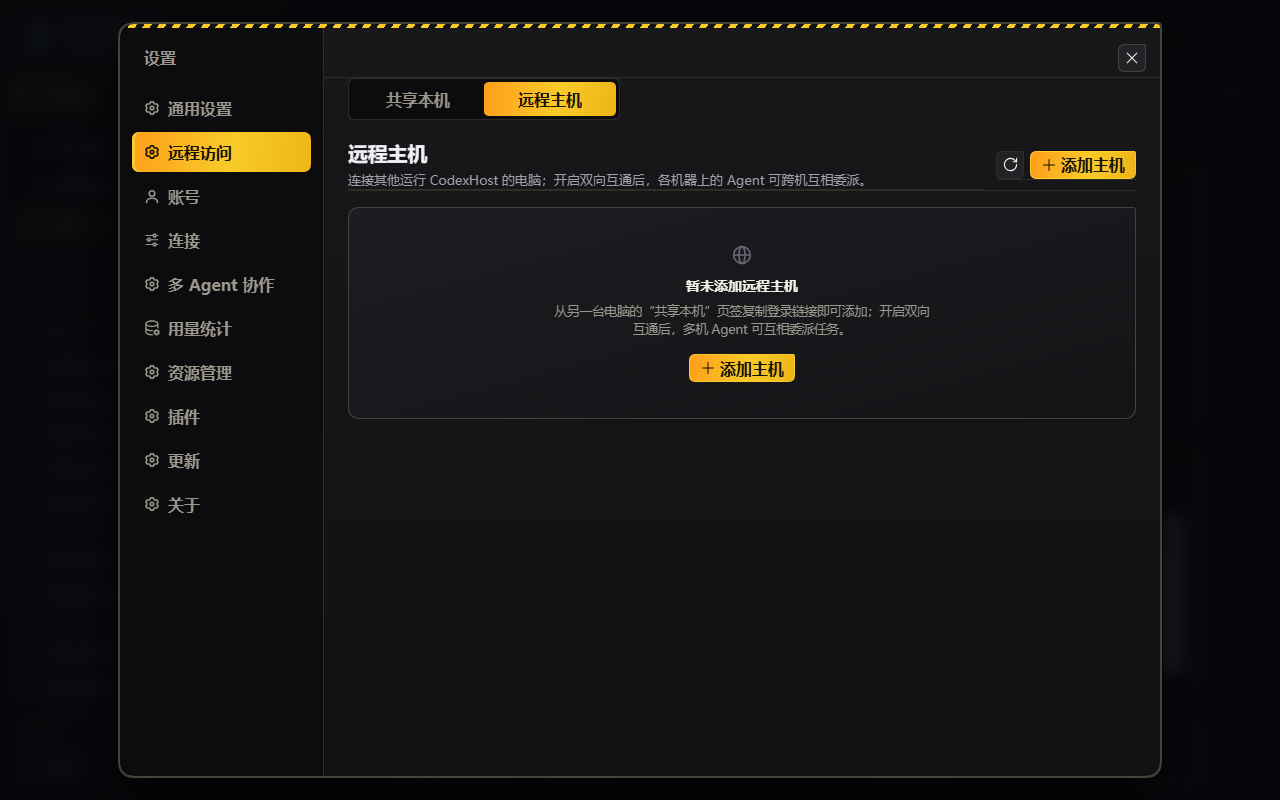 设置
通用设置
远程访问
账号
连接
多 Agent 协作
用量统计
资源管理
插件
更新
关于
共享本机
远程主机
远程主机
连接其他运行 CodexHost 的电脑；开启双向互通后，各机器上的 Agent 可跨机互相委派。
添加主机
暂未添加远程主机
从另一台电脑的“共享本机”页签复制登录链接即可添加；开启双向
互通后，多机 Agent 可互相委派任务。
添加主机